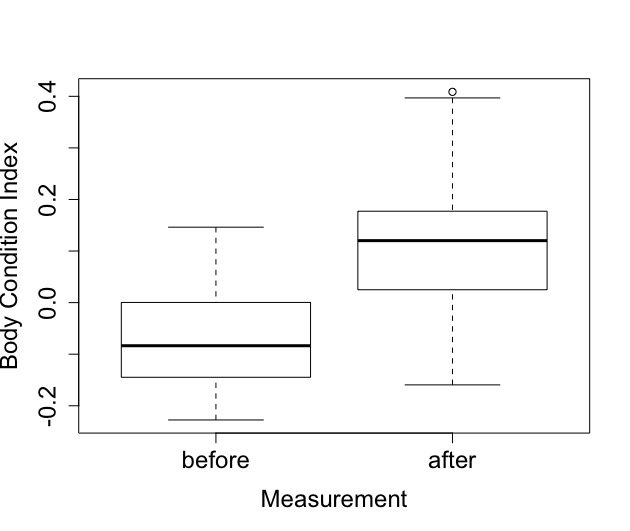 Body Condition Index
0.4
0.2
0.0
-0.2
before after
Measurement